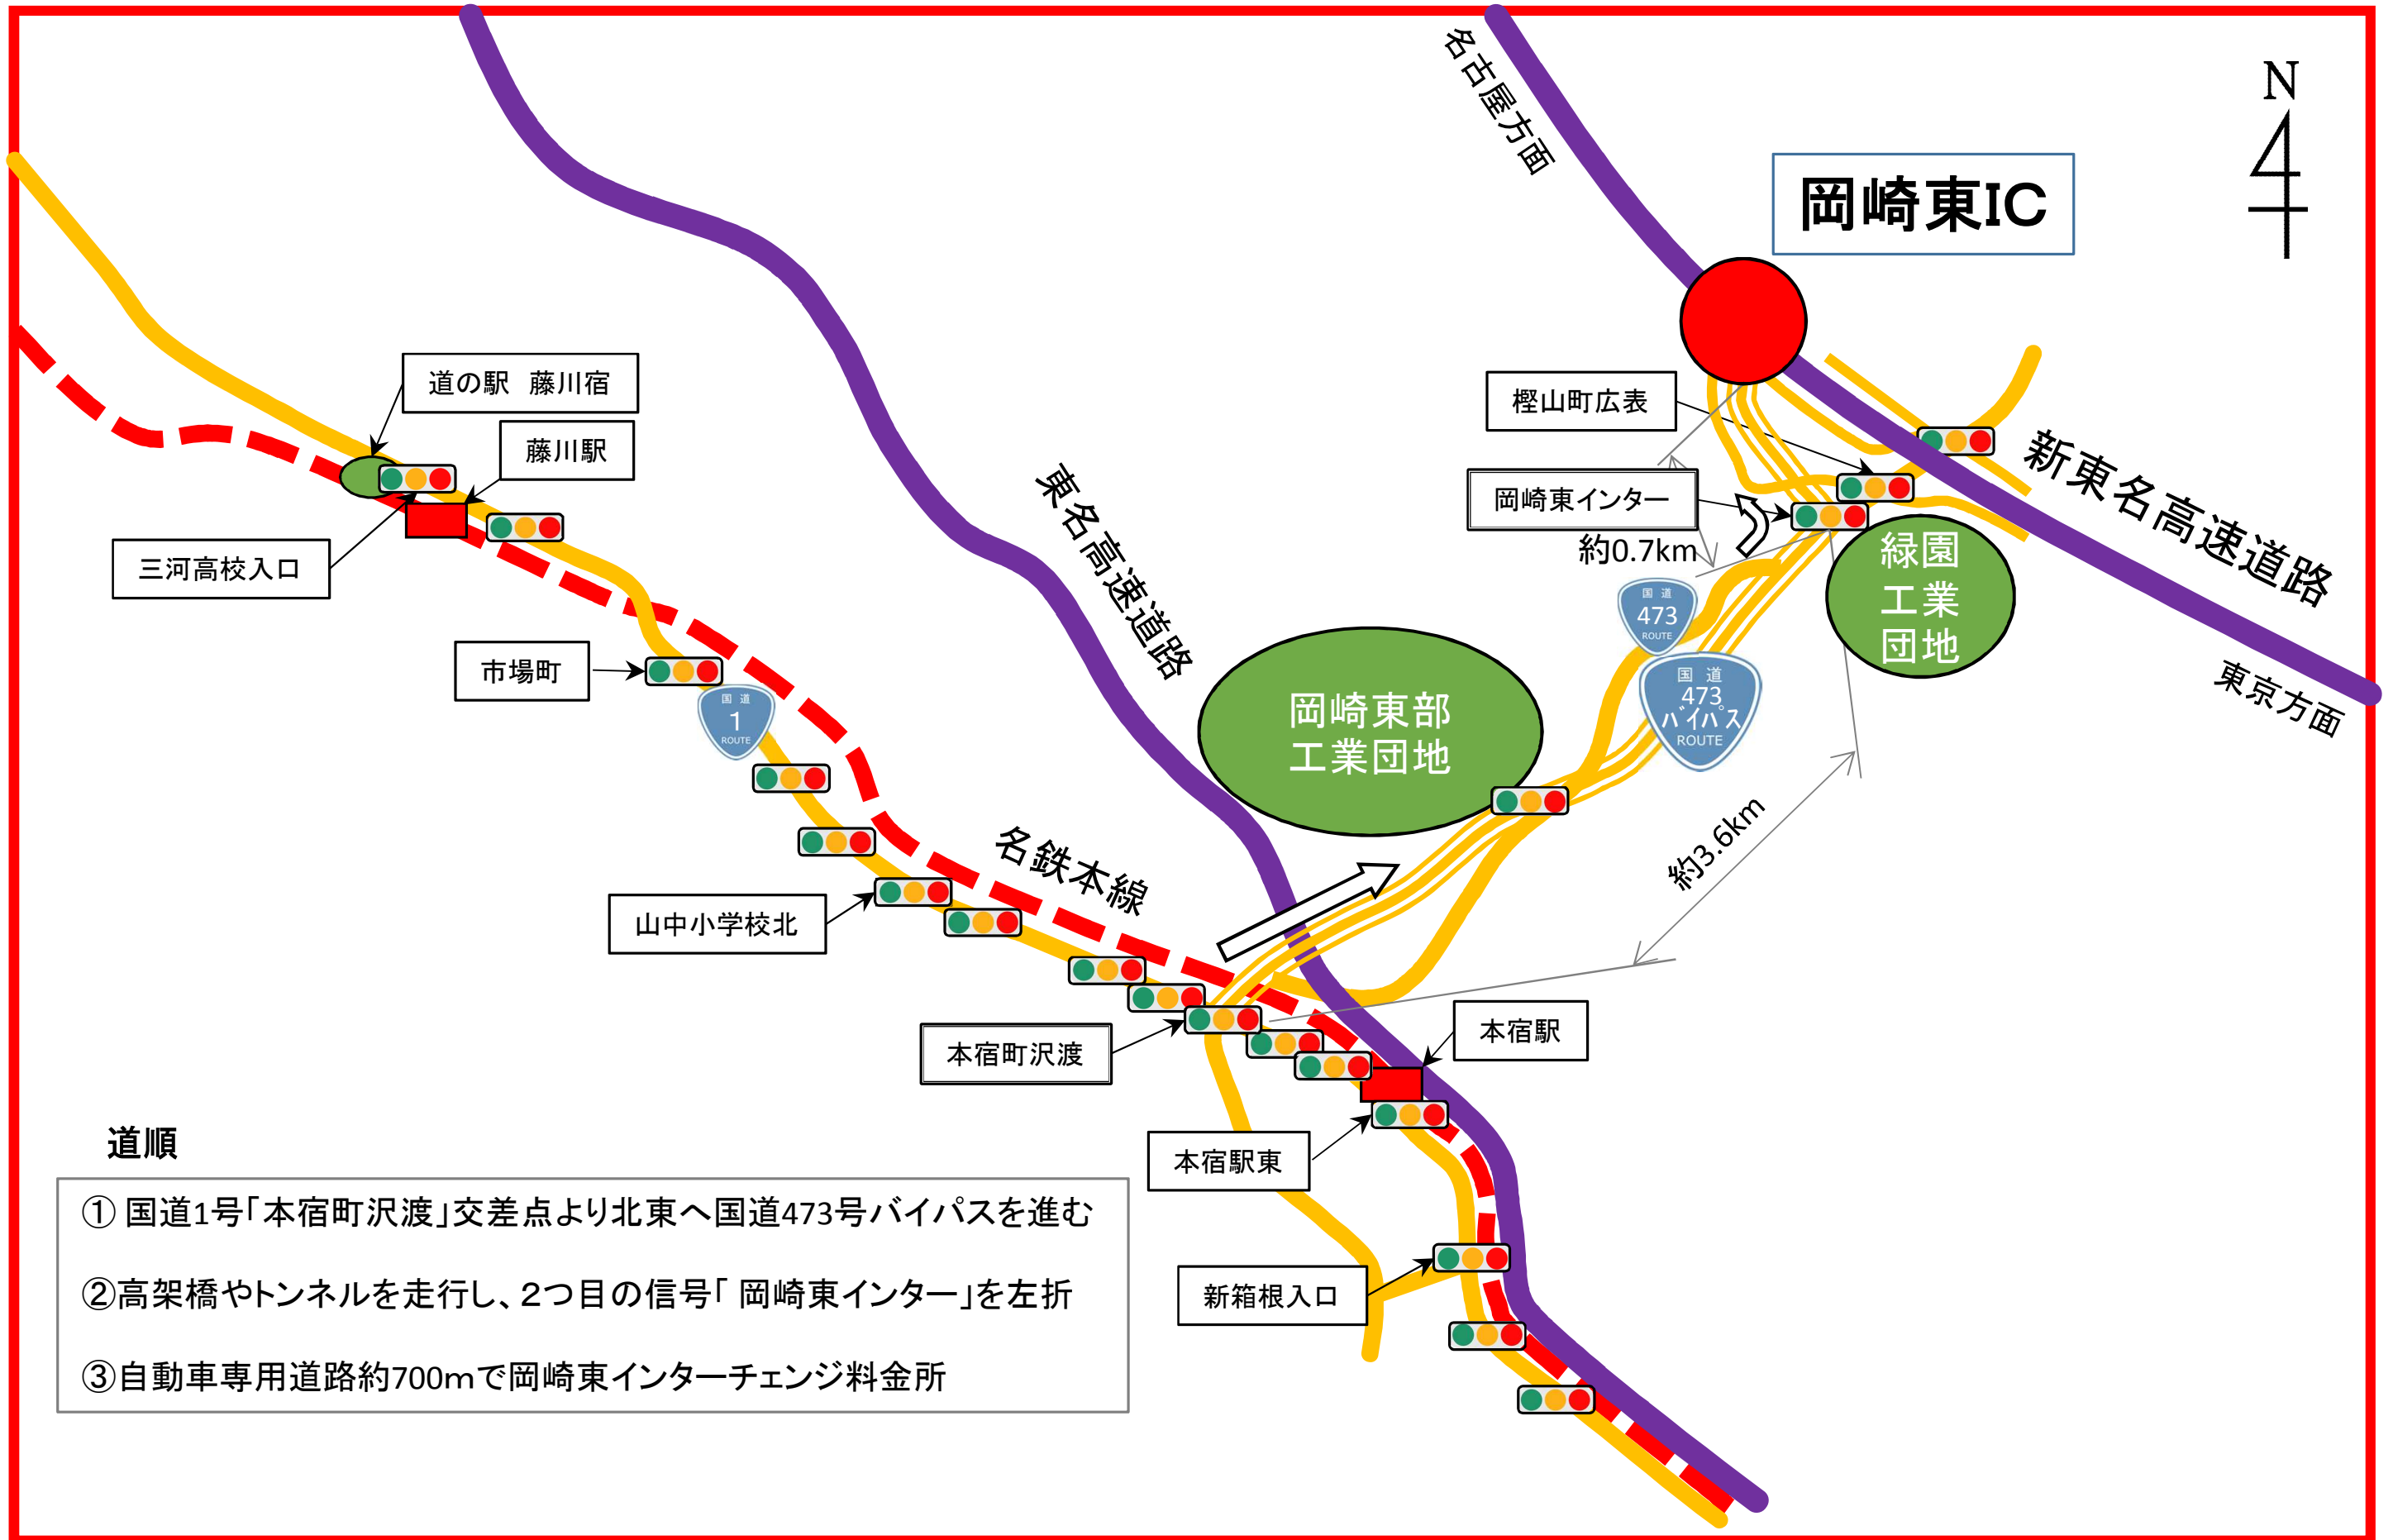 名古屋方面
N
岡崎東IC
道の駅 藤川宿
藤川駅
三河高校入口
市場町
国道
1
ROUTE
東名高速道路
樫山町広表
岡崎東インター
約0.7km
新東名高速道路
緑園
工業
団地
東京方面
国道
473
ROUTE
国道
473
バイパス
ROUTE
岡崎東部
工業団地
約3.6km
名鉄本線
山中小学校北
本宿町沢渡
本宿駅
本宿駅東
新箱根入口
道順
① 国道1号「本宿町沢渡」交差点より北東へ国道473号バイパスを進む
②高架橋やトンネルを走行し、2つ目の信号「 岡崎東インター」を左折
③自動車専用道路約700mで岡崎東インターチェンジ料金所